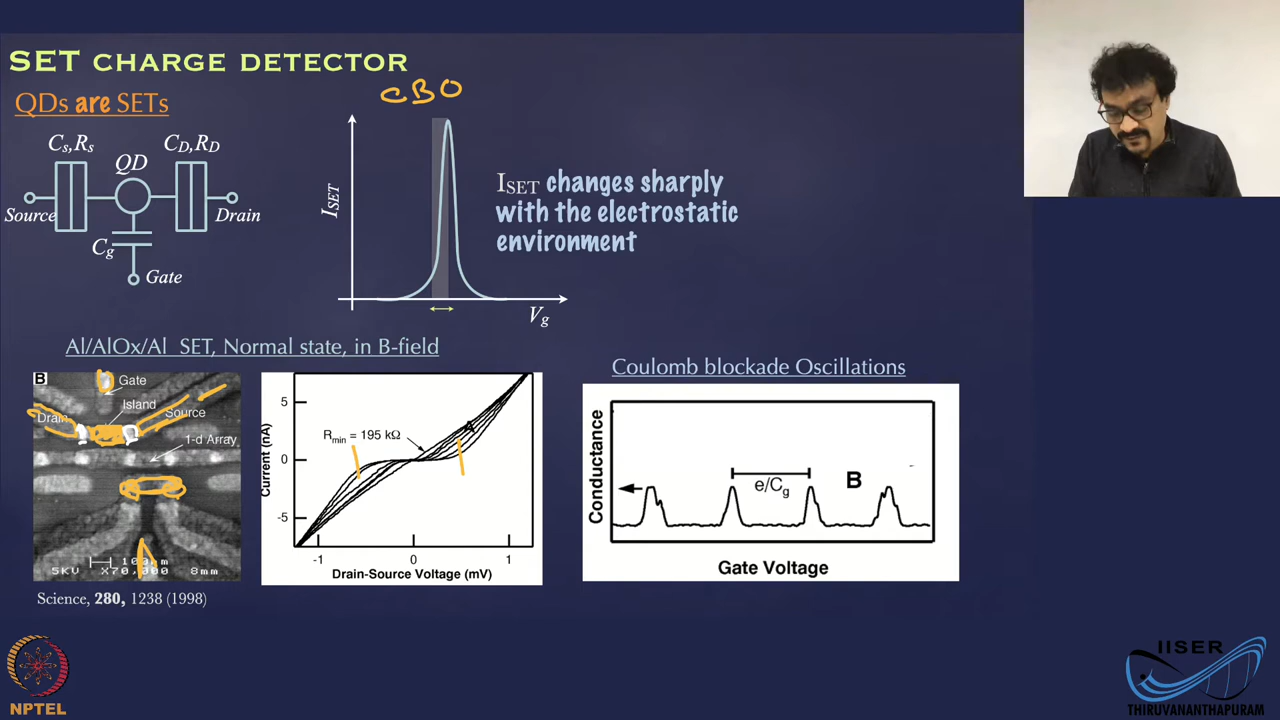 SET CHARGE DETECTOR
QDs are SETs
CBO
Cs,Rs
QD
CD,RD
Source
Drain
Cg
Gate
ISET
Vg
ISET changes sharply
with the electrostatic
environment
Al/AlOx/Al SET, Normal state, in B-field
B
Gate
Island
Drain
Source
1-d Array
5KV X70,000 8mm
Science, 280, 1238 (1998)
Current (nA)
5
0
-5
Rmin = 195 kΩ
-1 0 1
Drain-Source Voltage (mV)
Coulomb blockade Oscillations
Conductance
e/Cg
B
Gate Voltage
NPTEL
IISER
THIRUVANANTHAPURAM